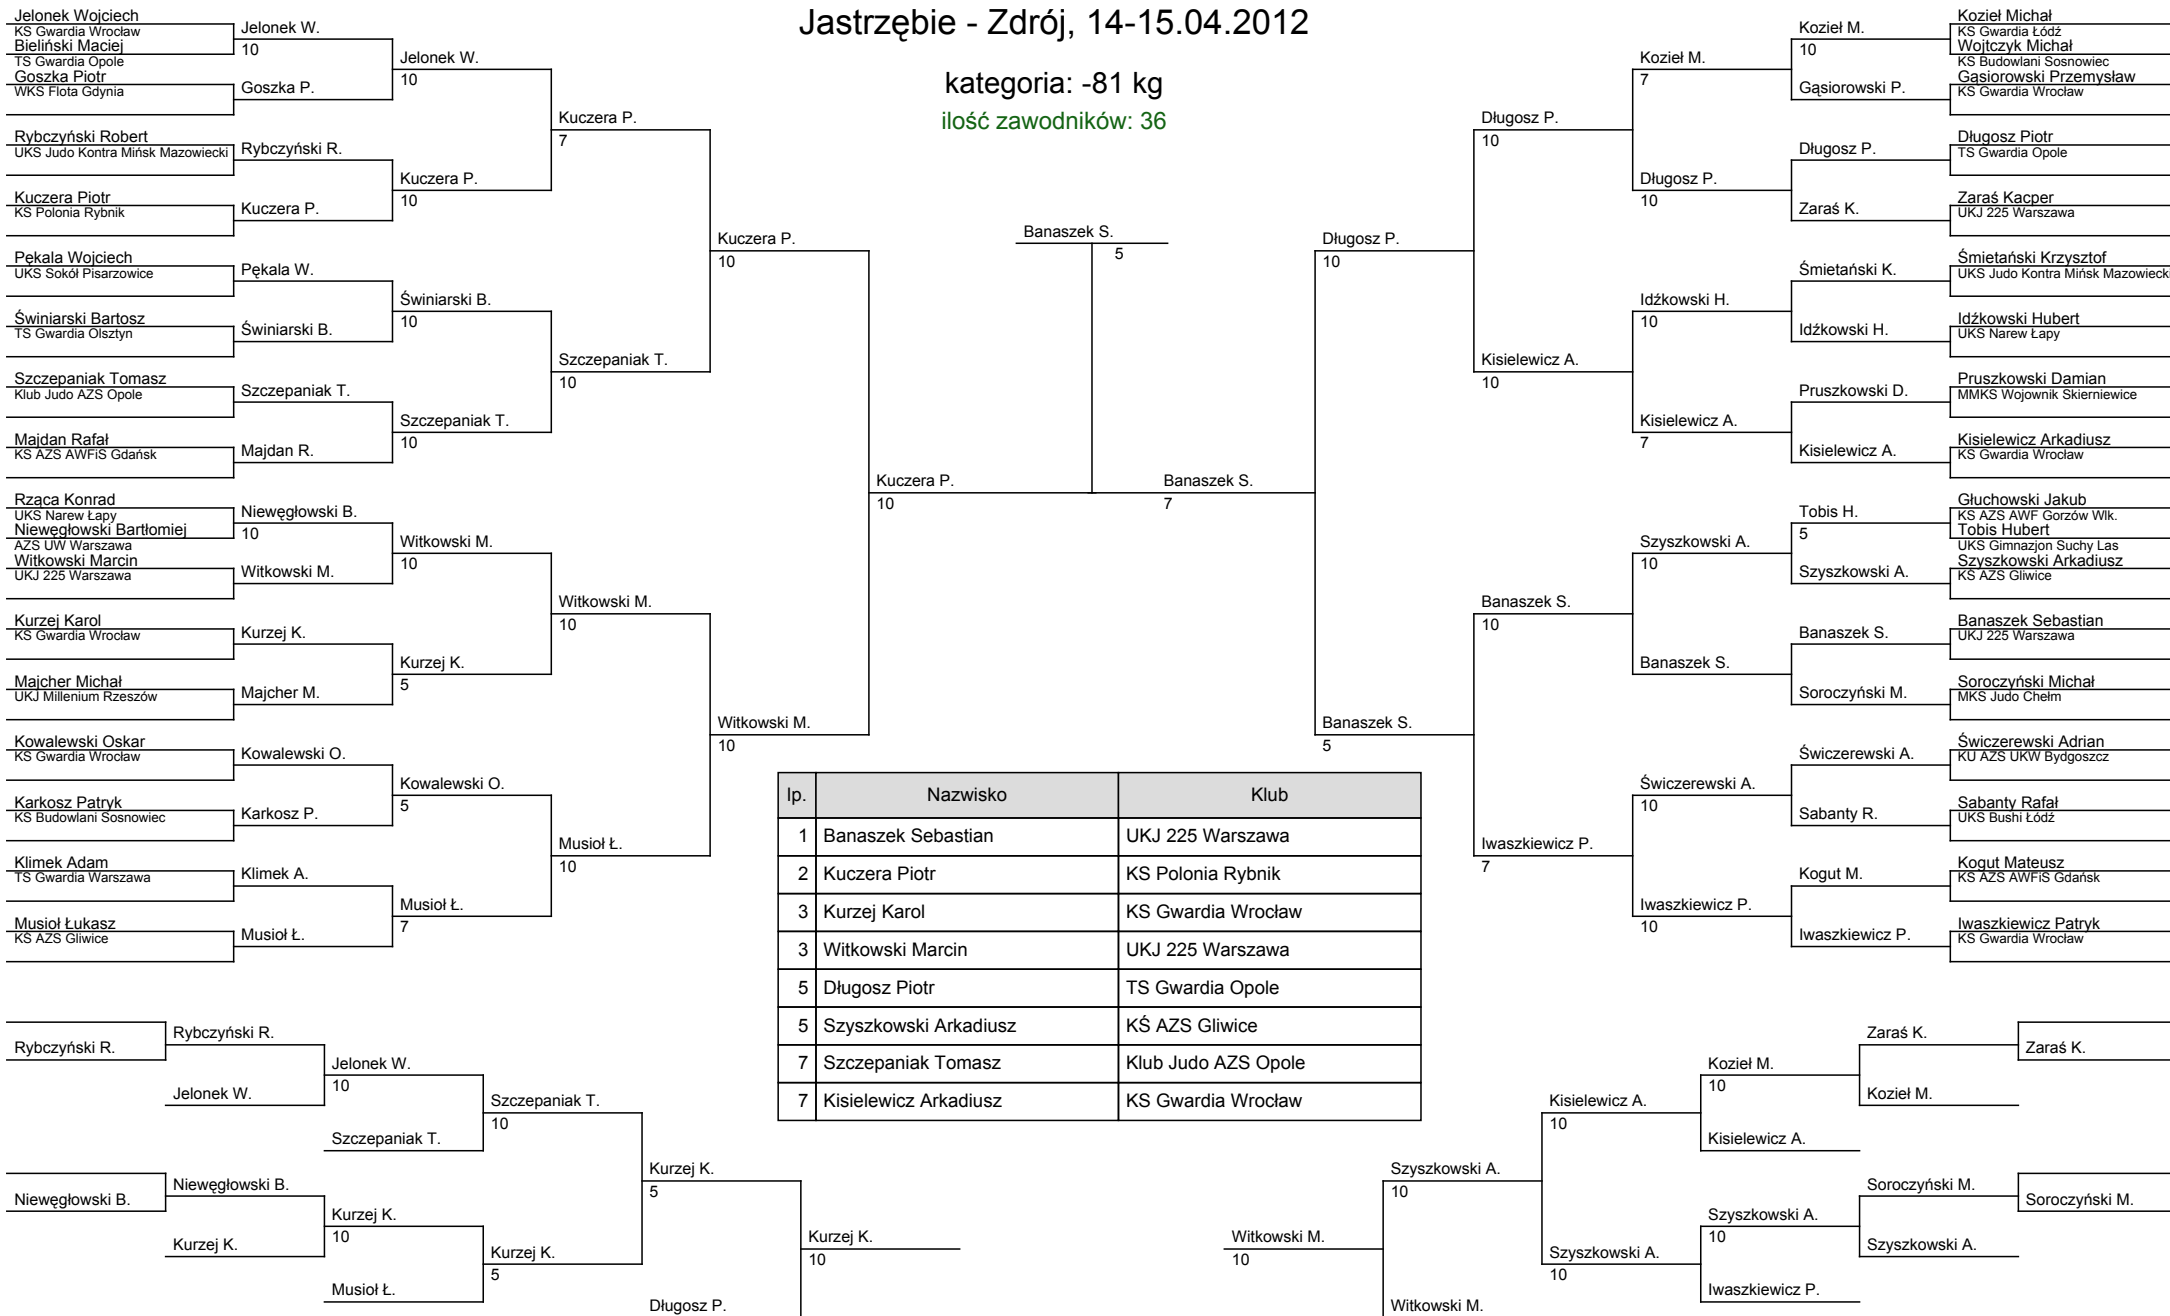 Jastrzębie - Zdrój, 14-15.04.2012
kategoria: -81 kg
ilość zawodników: 36
Jelonek Wojciech
KS Gwardia Wrocław
Bieliński Maciej
TS Gwardia Opole
Goszka Piotr
WKS Flota Gdynia
Rybczyński Robert
UKS Judo Kontra Mińsk Mazowiecki
Kuczera Piotr
KS Polonia Rybnik
Pękala Wojciech
UKS Sokół Pisarzowice
Świniarski Bartosz
TS Gwardia Olsztyn
Szczepaniak Tomasz
Klub Judo AZS Opole
Majdan Rafał
KS AZS AWFiS Gdańsk
Rząca Konrad
UKS Narew Łapy
Niewęgłowski Bartłomiej
AZS UW Warszawa
Witkowski Marcin
UKJ 225 Warszawa
Kurzej Karol
KS Gwardia Wrocław
Majcher Michał
UKJ Millenium Rzeszów
Kowalewski Oskar
KS Gwardia Wrocław
Karkosz Patryk
KS Budowlani Sosnowiec
Klimek Adam
TS Gwardia Warszawa
Musioł Łukasz
KŚ AZS Gliwice
Jelonek W.
10
Goszka P.
Rybczyński R.
Kuczera P.
Pękala W.
Świniarski B.
Szczepaniak T.
Majdan R.
Niewęgłowski B.
10
Witkowski M.
Kurzej K.
Majcher M.
Kowalewski O.
Karkosz P.
Klimek A.
Musioł Ł.
Jelonek W.
10
Kuczera P.
10
Świniarski B.
10
Szczepaniak T.
10
Witkowski M.
10
Kurzej K.
5
Kowalewski O.
5
Musioł Ł.
7
Kuczera P.
7
Szczepaniak T.
10
Witkowski M.
10
Musioł Ł.
10
Kuczera P.
10
Witkowski M.
10
Kuczera P.
10
Banaszek S.
5
Banaszek S.
7
Długosz P.
10
Banaszek S.
5
Długosz P.
10
Kisielewicz A.
10
Banaszek S.
10
Iwaszkiewicz P.
7
Kozieł M.
7
Długosz P.
10
Idźkowski H.
10
Kisielewicz A.
7
Szyszkowski A.
10
Banaszek S.
Świczerewski A.
10
Iwaszkiewicz P.
10
Kozieł M.
10
Gąsiorowski P.
Długosz P.
Zaraś K.
Śmietański K.
Idźkowski H.
Pruszkowski D.
Kisielewicz A.
Tobis H.
5
Szyszkowski A.
Banaszek S.
Soroczyński M.
Świczerewski A.
Sabanty R.
Kogut M.
Iwaszkiewicz P.
Kozieł Michał
KS Gwardia Łódź
Wojtczyk Michał
KS Budowlani Sosnowiec
Gąsiorowski Przemysław
KS Gwardia Wrocław
Długosz Piotr
TS Gwardia Opole
Zaraś Kacper
UKJ 225 Warszawa
Śmietański Krzysztof
UKS Judo Kontra Mińsk Mazowiecki
Idźkowski Hubert
UKS Narew Łapy
Pruszkowski Damian
MMKS Wojownik Skierniewice
Kisielewicz Arkadiusz
KS Gwardia Wrocław
Głuchowski Jakub
KS AZS AWF Gorzów Wlk.
Tobis Hubert
UKS Gimnazjon Suchy Las
Szyszkowski Arkadiusz
KŚ AZS Gliwice
Banaszek Sebastian
UKJ 225 Warszawa
Soroczyński Michał
MKS Judo Chełm
Świczerewski Adrian
KU AZS UKW Bydgoszcz
Sabanty Rafał
UKS Bushi Łódź
Kogut Mateusz
KS AZS AWFiS Gdańsk
Iwaszkiewicz Patryk
KS Gwardia Wrocław
lp. Nazwisko Klub
1 Banaszek Sebastian UKJ 225 Warszawa
2 Kuczera Piotr KS Polonia Rybnik
3 Kurzej Karol KS Gwardia Wrocław
3 Witkowski Marcin UKJ 225 Warszawa
5 Długosz Piotr TS Gwardia Opole
5 Szyszkowski Arkadiusz KŚ AZS Gliwice
7 Szczepaniak Tomasz Klub Judo AZS Opole
7 Kisielewicz Arkadiusz KS Gwardia Wrocław
Rybczyński R.
Niewęgłowski B.
Rybczyński R.
Jelonek W.
Niewęgłowski B.
Kurzej K.
Jelonek W.
10
Szczepaniak T.
Kurzej K.
10
Musioł Ł.
Szczepaniak T.
10
Kurzej K.
5
Kurzej K.
5
Długosz P.
Kurzej K.
10
Witkowski M.
10
Szyszkowski A.
10
Witkowski M.
Kisielewicz A.
10
Szyszkowski A.
10
Kozieł M.
10
Kisielewicz A.
Szyszkowski A.
10
Iwaszkiewicz P.
Zaraś K.
Kozieł M.
Soroczyński M.
Szyszkowski A.
Zaraś K.
Soroczyński M.